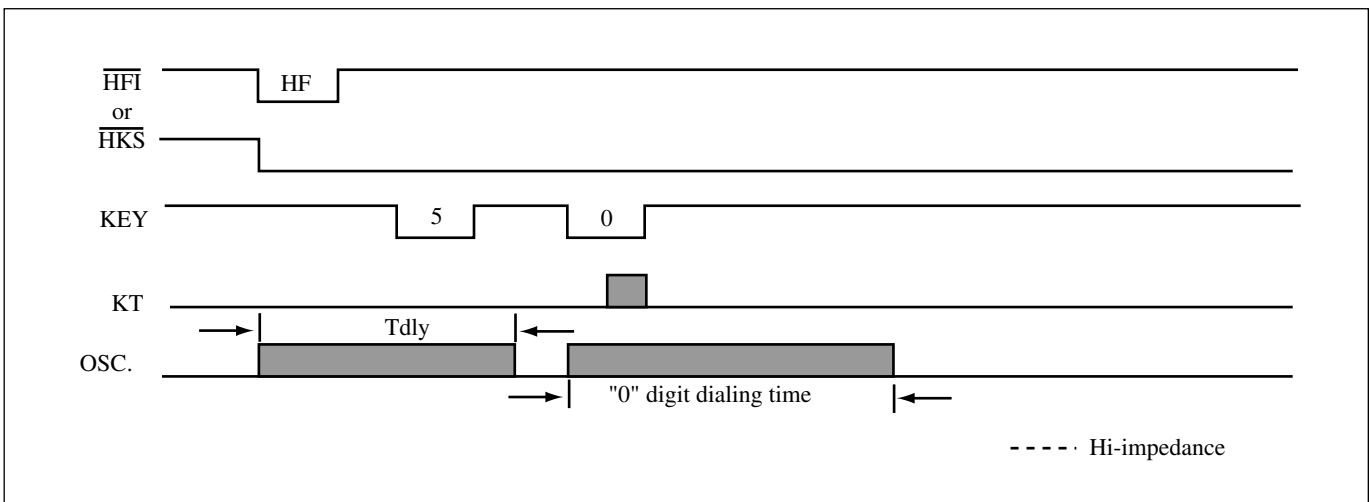 HFI
HF
or
HKS
KEY
5
0
KT
Tdly
OSC.
"0" digit dialing time
Hi-impedance